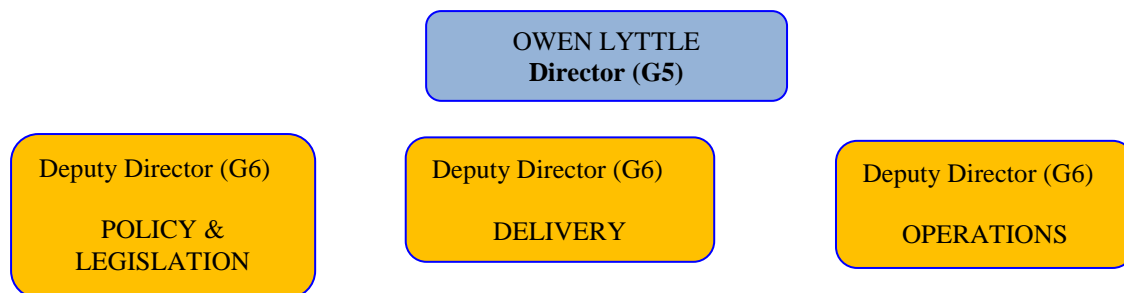 OWEN LYTTLE
Director (G5)
Deputy Director (G6)
POLICY &
LEGISLATION
Deputy Director (G6)
DELIVERY
Deputy Director (G6)
OPERATIONS